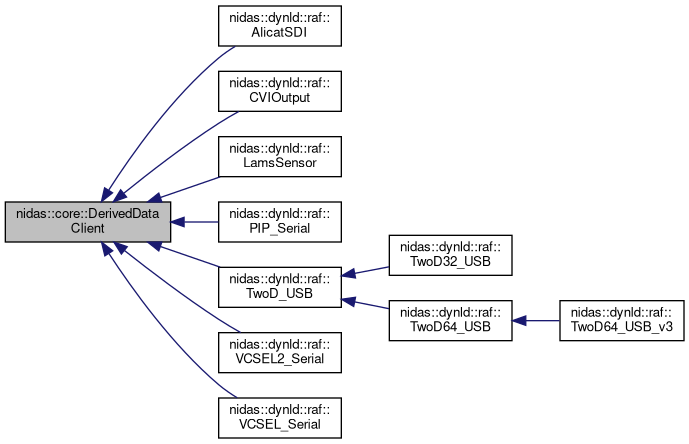 nidas::dynld::raf::
AlicatSDI
nidas::dynld::raf::
CVIOutput
nidas::dynld::raf::
LamsSensor
nidas::core::DerivedData
Client
nidas::dynld::raf::
PIP_Serial
nidas::dynld::raf::
TwoD_USB
nidas::dynld::raf::
TwoD32_USB
nidas::dynld::raf::
TwoD64_USB
nidas::dynld::raf::
TwoD64_USB_v3
nidas::dynld::raf::
VCSEL2_Serial
nidas::dynld::raf::
VCSEL_Serial